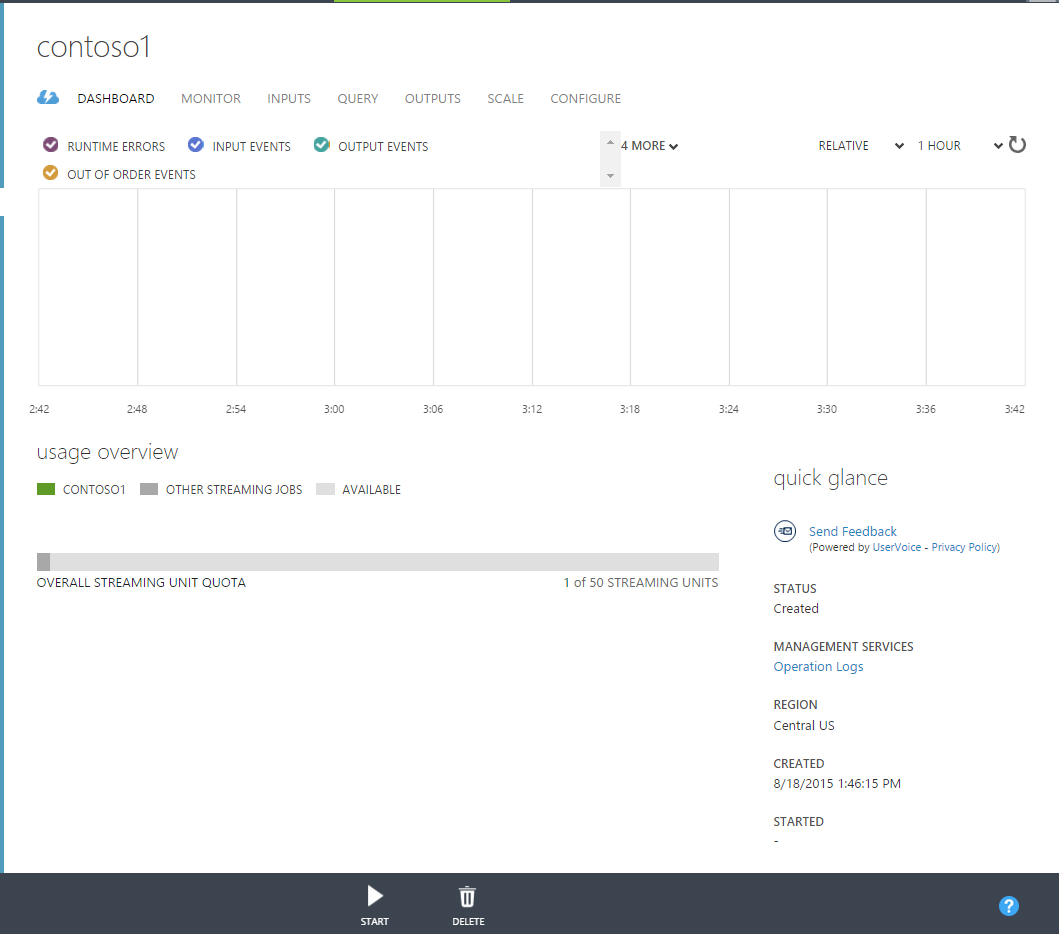 contoso1
DASHBOARD MONITOR INPUTS QUERY OUTPUTS SCALE CONFIGURE
RUNTIME ERRORS INPUT EVENTS OUTPUT EVENTS 4 MORE RELATIVE 1 HOUR
OUT OF ORDER EVENTS
2:42 2:48 2:54 3:00 3:06 3:12 3:18 3:24 3:30 3:36 3:42
usage overview
CONTOSO1 OTHER STREAMING JOBS AVAILABLE
OVERALL STREAMING UNIT QUOTA 1 of 50 STREAMING UNITS
quick glance
Send Feedback
(Powered by UserVoice - Privacy Policy)
STATUS
Created
MANAGEMENT SERVICES
Operation Logs
REGION
Central US
CREATED
8/18/2015 1:46:15 PM
STARTED
-
START DELETE ?